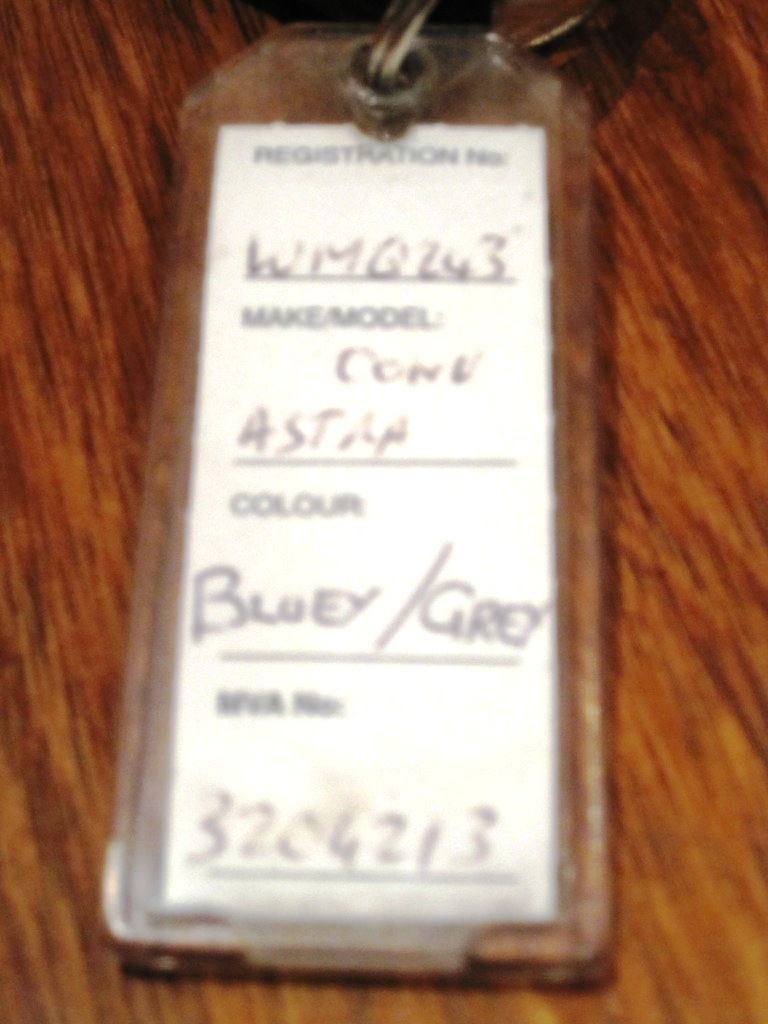 REGISTRATION No:
WMQ243
MAKE/MODEL:
CONV
ASTRA
COLOUR:
BLUEY/GREY
MVA No:
3204213